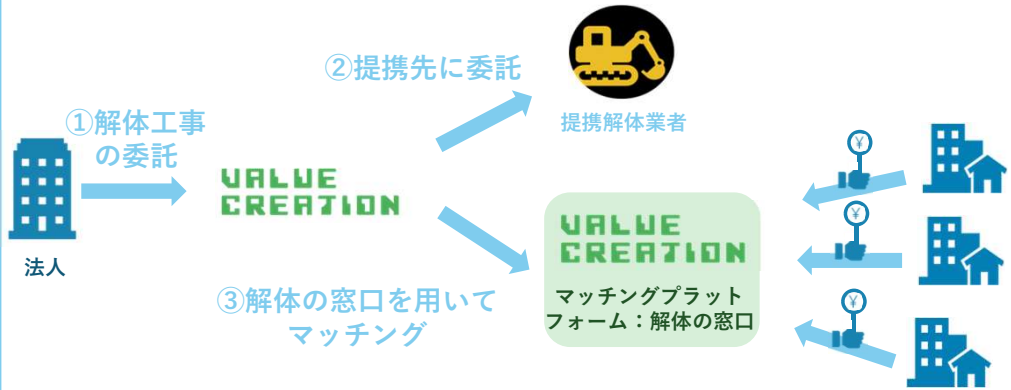 ①解体工事
の委託
②提携先に委託
提携解体業者
VALUE
CREATION
法人
③解体の窓口を用いて
マッチング
VALUE
CREATION
マッチングプラット
フォーム：解体の窓口
¥
¥
¥